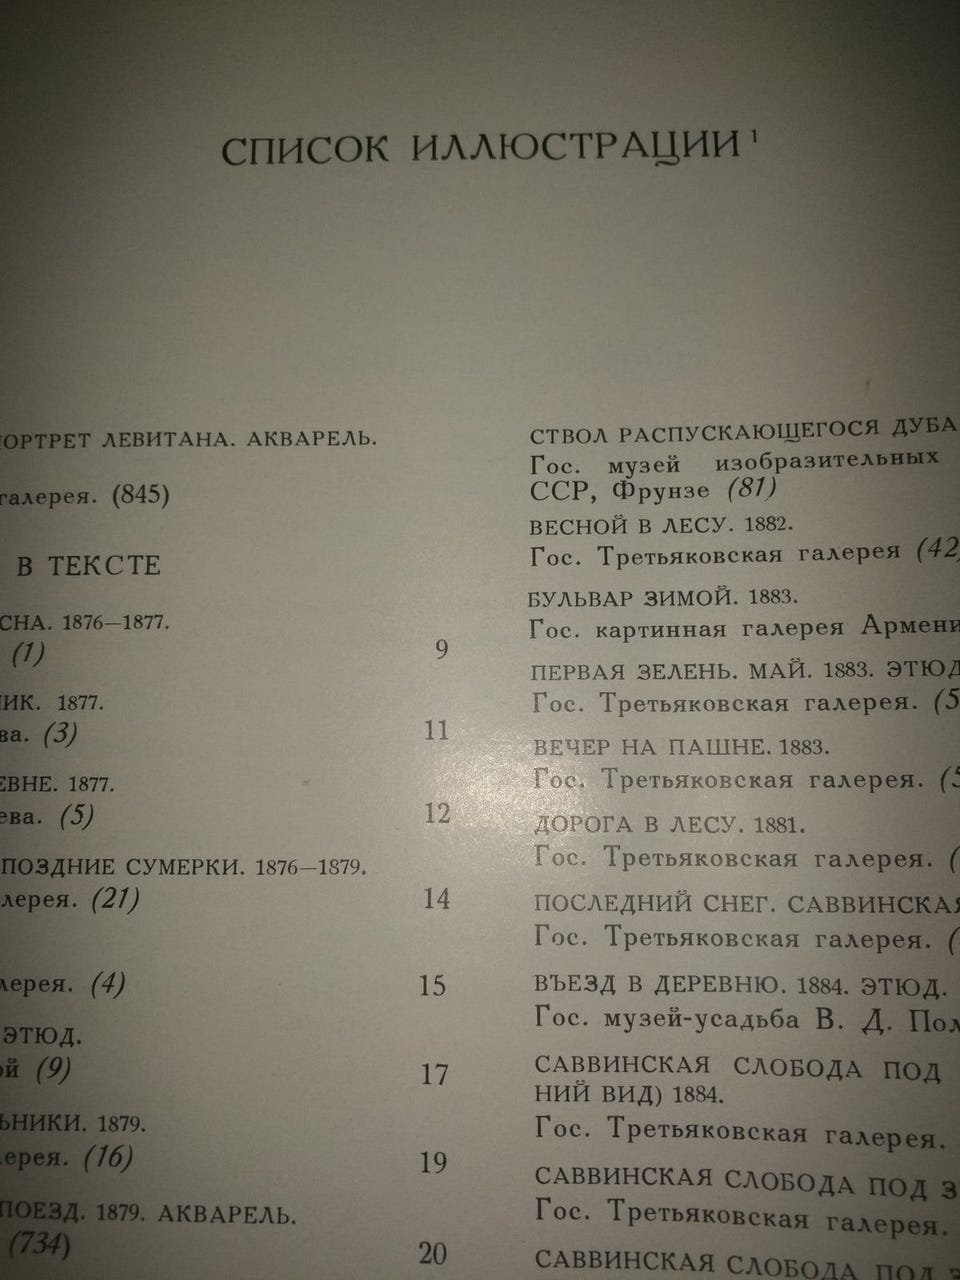 СПИСОК ИЛЛЮСТРАЦИИ¹
ОРТРЕТ ЛЕВИТАНА. АКВАРЕЛЬ.
галерея. (845)
В ТЕКСТЕ
СНА. 1876—1877.
(1) 9
ИК. 1877.
ва. (3) 11
ЕВНЕ. 1877.
ева. (5) 12
ПОЗДНИЕ СУМЕРКИ. 1876—1879.
лерея. (21) 14
лерея. (4) 15
ЭТЮД.
ой (9) 17
ЬНИКИ. 1879.
ерея. (16) 19
ПОЕЗД. 1879. АКВАРЕЛЬ.
(734) 20
СТВОЛ РАСПУСКАЮЩЕГОСЯ ДУБА
Гос. музей изобразительных
ССР, Фрунзе (81)
ВЕСНОЙ В ЛЕСУ. 1882.
Гос. Третьяковская галерея (42
БУЛЬВАР ЗИМОЙ. 1883.
Гос. картинная галерея Армени
ПЕРВАЯ ЗЕЛЕНЬ. МАЙ. 1883. ЭТЮД
Гос. Третьяковская галерея. (5
ВЕЧЕР НА ПАШНЕ. 1883.
Гос. Третьяковская галерея. (5
ДОРОГА В ЛЕСУ. 1881.
Гос. Третьяковская галерея. (
ПОСЛЕДНИЙ СНЕГ. САВВИНСКАЯ
Гос. Третьяковская галерея. (
ВЪЕЗД В ДЕРЕВНЮ. 1884. ЭТЮД.
Гос. музей-усадьба В. Д. Пол
САВВИНСКАЯ СЛОБОДА ПОД
НИЙ ВИД) 1884.
Гос. Третьяковская галерея.
САВВИНСКАЯ СЛОБОДА ПОД З
Гос. Третьяковская галерея.
САВВИНСКАЯ СЛОБОДА ПОД З